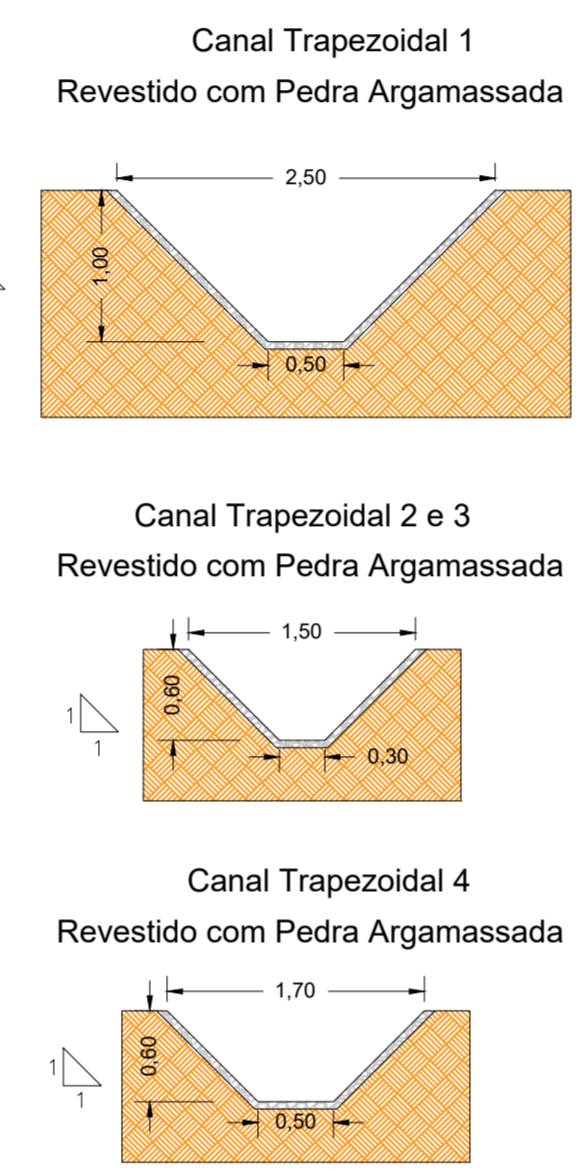 Canal Trapezoidal 1
Revestido com Pedra Argamassada
2,50
1,00
0,50
Canal Trapezoidal 2 e 3
Revestido com Pedra Argamassada
1,50
0,60
1
1
0,30
Canal Trapezoidal 4
Revestido com Pedra Argamassada
1,70
0,60
1
1
0,50